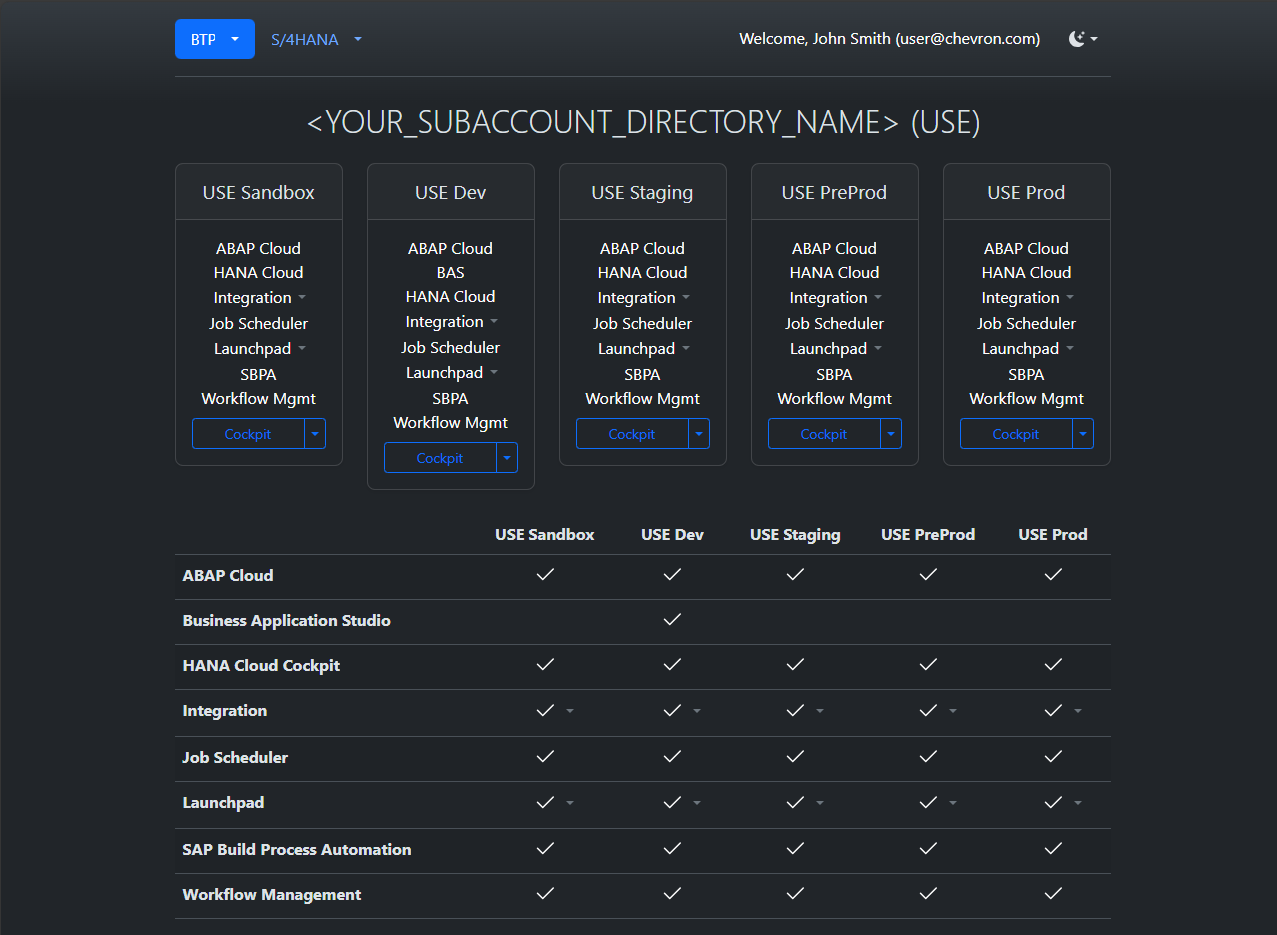 BTP S/4HANA Welcome, John Smith (user@chevron.com)
<YOUR_SUBACCOUNT_DIRECTORY_NAME> (USE)
USE Sandbox
ABAP Cloud
HANA Cloud
Integration
Job Scheduler
Launchpad
SBPA
Workflow Mgmt
Cockpit
USE Dev
ABAP Cloud
BAS
HANA Cloud
Integration
Job Scheduler
Launchpad
SBPA
Workflow Mgmt
Cockpit
USE Staging
ABAP Cloud
HANA Cloud
Integration
Job Scheduler
Launchpad
SBPA
Workflow Mgmt
Cockpit
USE PreProd
ABAP Cloud
HANA Cloud
Integration
Job Scheduler
Launchpad
SBPA
Workflow Mgmt
Cockpit
USE Prod
ABAP Cloud
HANA Cloud
Integration
Job Scheduler
Launchpad
SBPA
Workflow Mgmt
Cockpit
USE Sandbox USE Dev USE Staging USE PreProd USE Prod
ABAP Cloud
Business Application Studio
HANA Cloud Cockpit
Integration
Job Scheduler
Launchpad
SAP Build Process Automation
Workflow Management